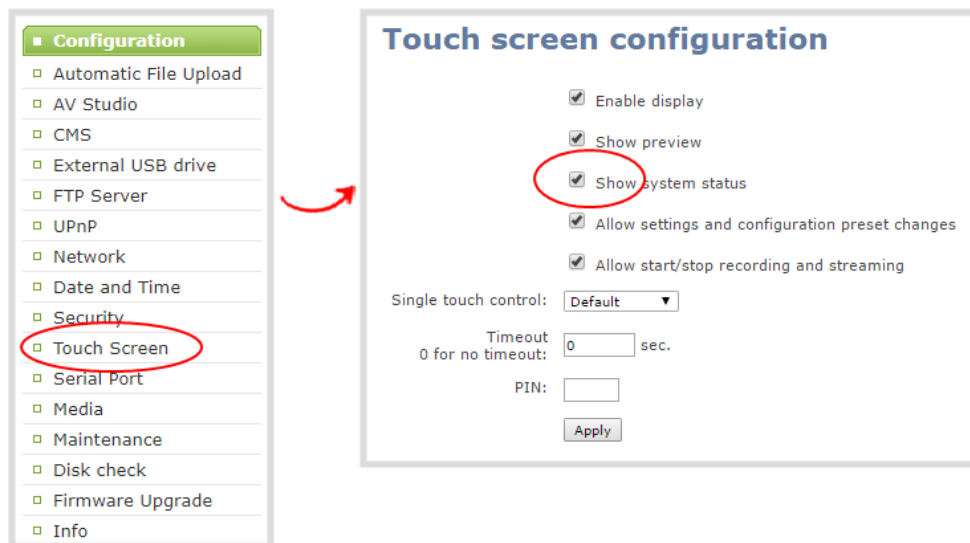 Configuration
Automatic File Upload
AV Studio
CMS
External USB drive
FTP Server
UPnP
Network
Date and Time
Security
Touch Screen
Serial Port
Media
Maintenance
Disk check
Firmware Upgrade
Info
Touch screen configuration
Enable display
Show preview
Show system status
Allow settings and configuration preset changes
Allow start/stop recording and streaming
Single touch control: Default
Timeout
0 for no timeout: 0 sec.
PIN:
Apply